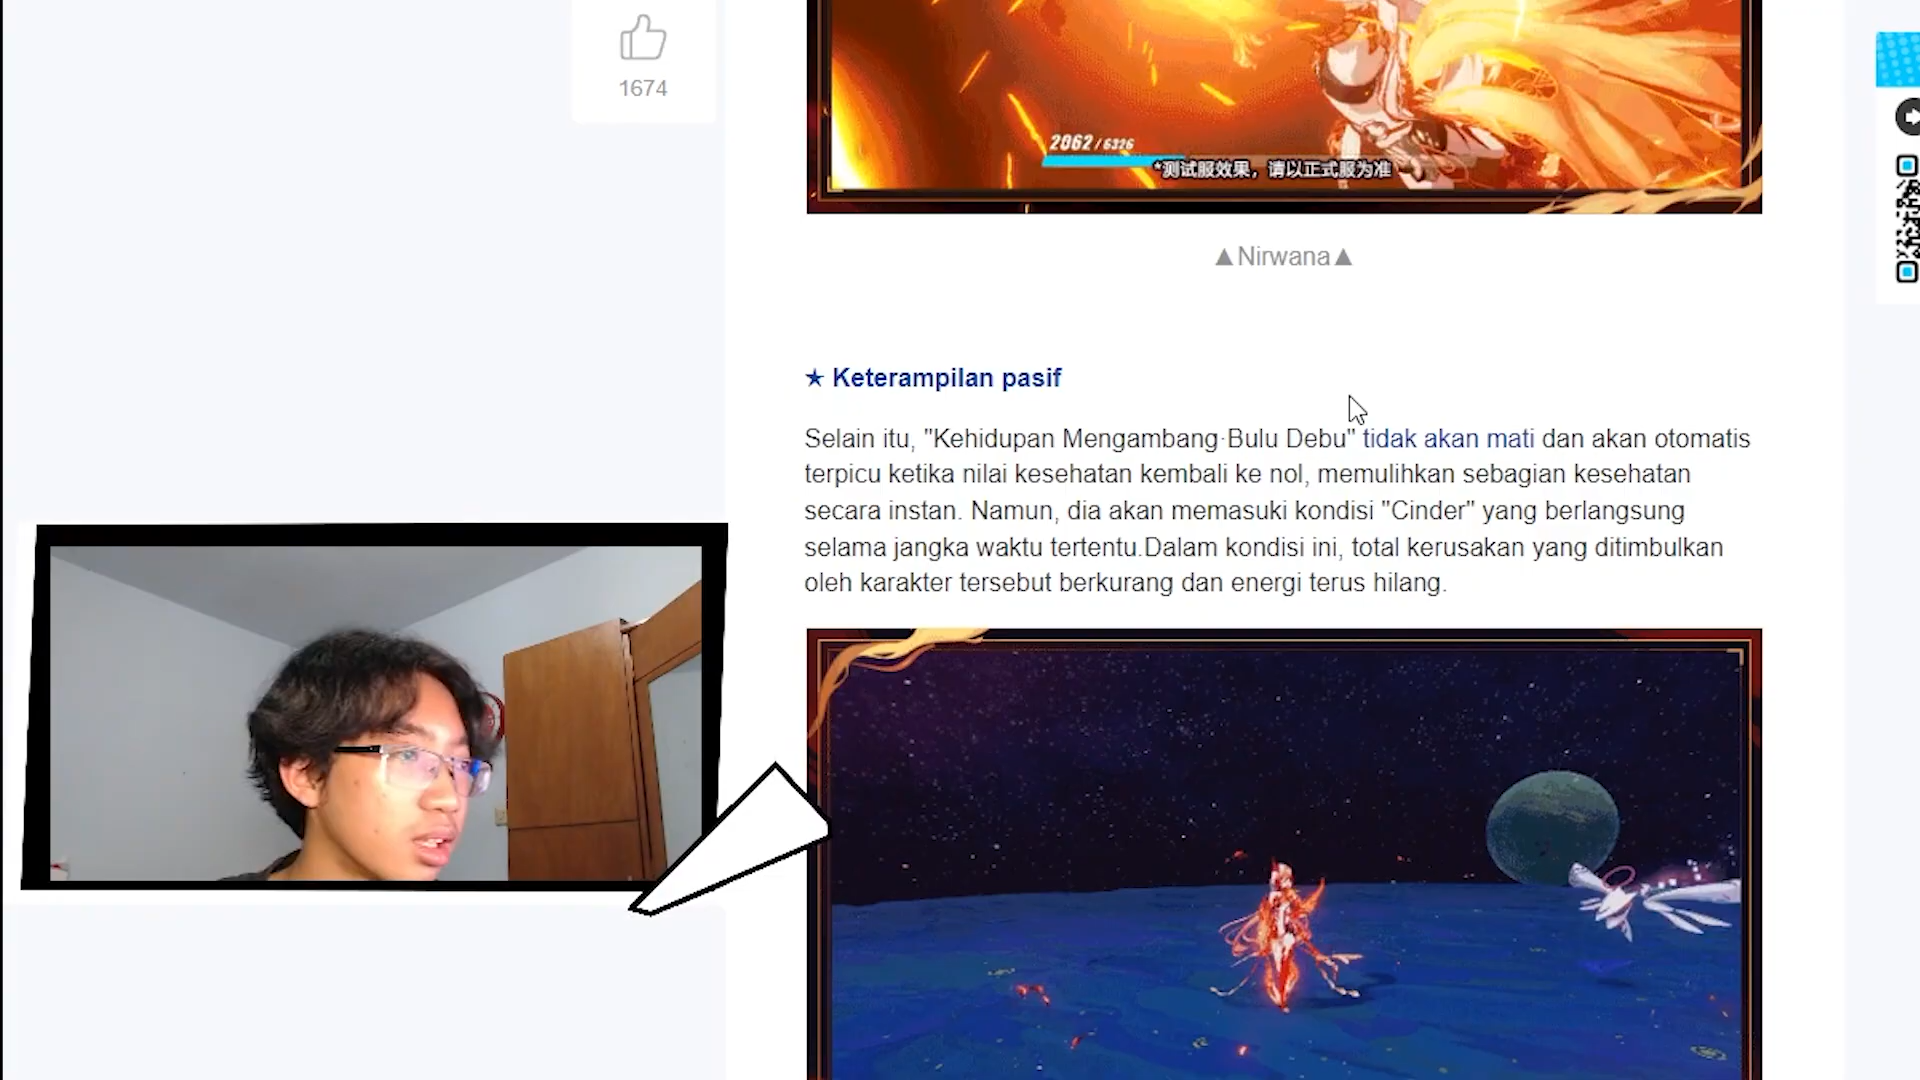 1674
2062/6326
*测试服效果，请以正式服为准
▲Nirwana▲
★ Keterampilan pasif
Selain itu, "Kehidupan Mengambang·Bulu Debu" tidak akan mati dan akan otomatis
terpicu ketika nilai kesehatan kembali ke nol, memulihkan sebagian kesehatan
secara instan. Namun, dia akan memasuki kondisi "Cinder" yang berlangsung
selama jangka waktu tertentu.Dalam kondisi ini, total kerusakan yang ditimbulkan
oleh karakter tersebut berkurang dan energi terus hilang.